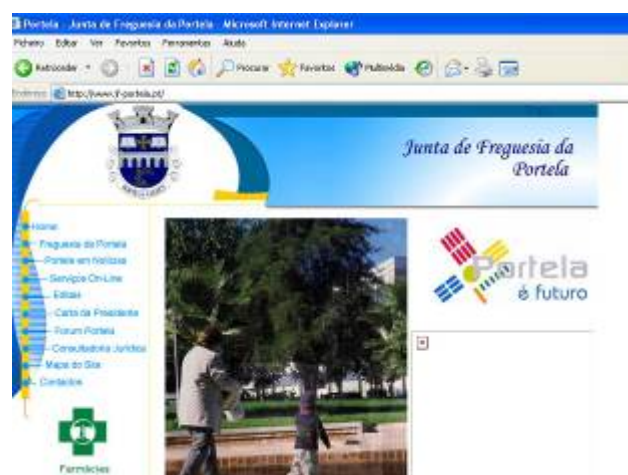 Portela - Junta de Freguesia da Portela - Microsoft Internet Explorer
Ficheiro Editar Ver Favoritos Ferramentas Ajuda
Retroceder Procurar Favoritos Multimédia
Endereço http://www.jf-portela.pt/
Junta de Freguesia da
Portela
Home
Freguesia da Portela
Portela em Notícias
Serviços On-Line
Editais
Carta do Presidente
Forum Portela
Consultadoria Jurídica
Mapa do Site
Contactos
Farmácias
Portela
é futuro